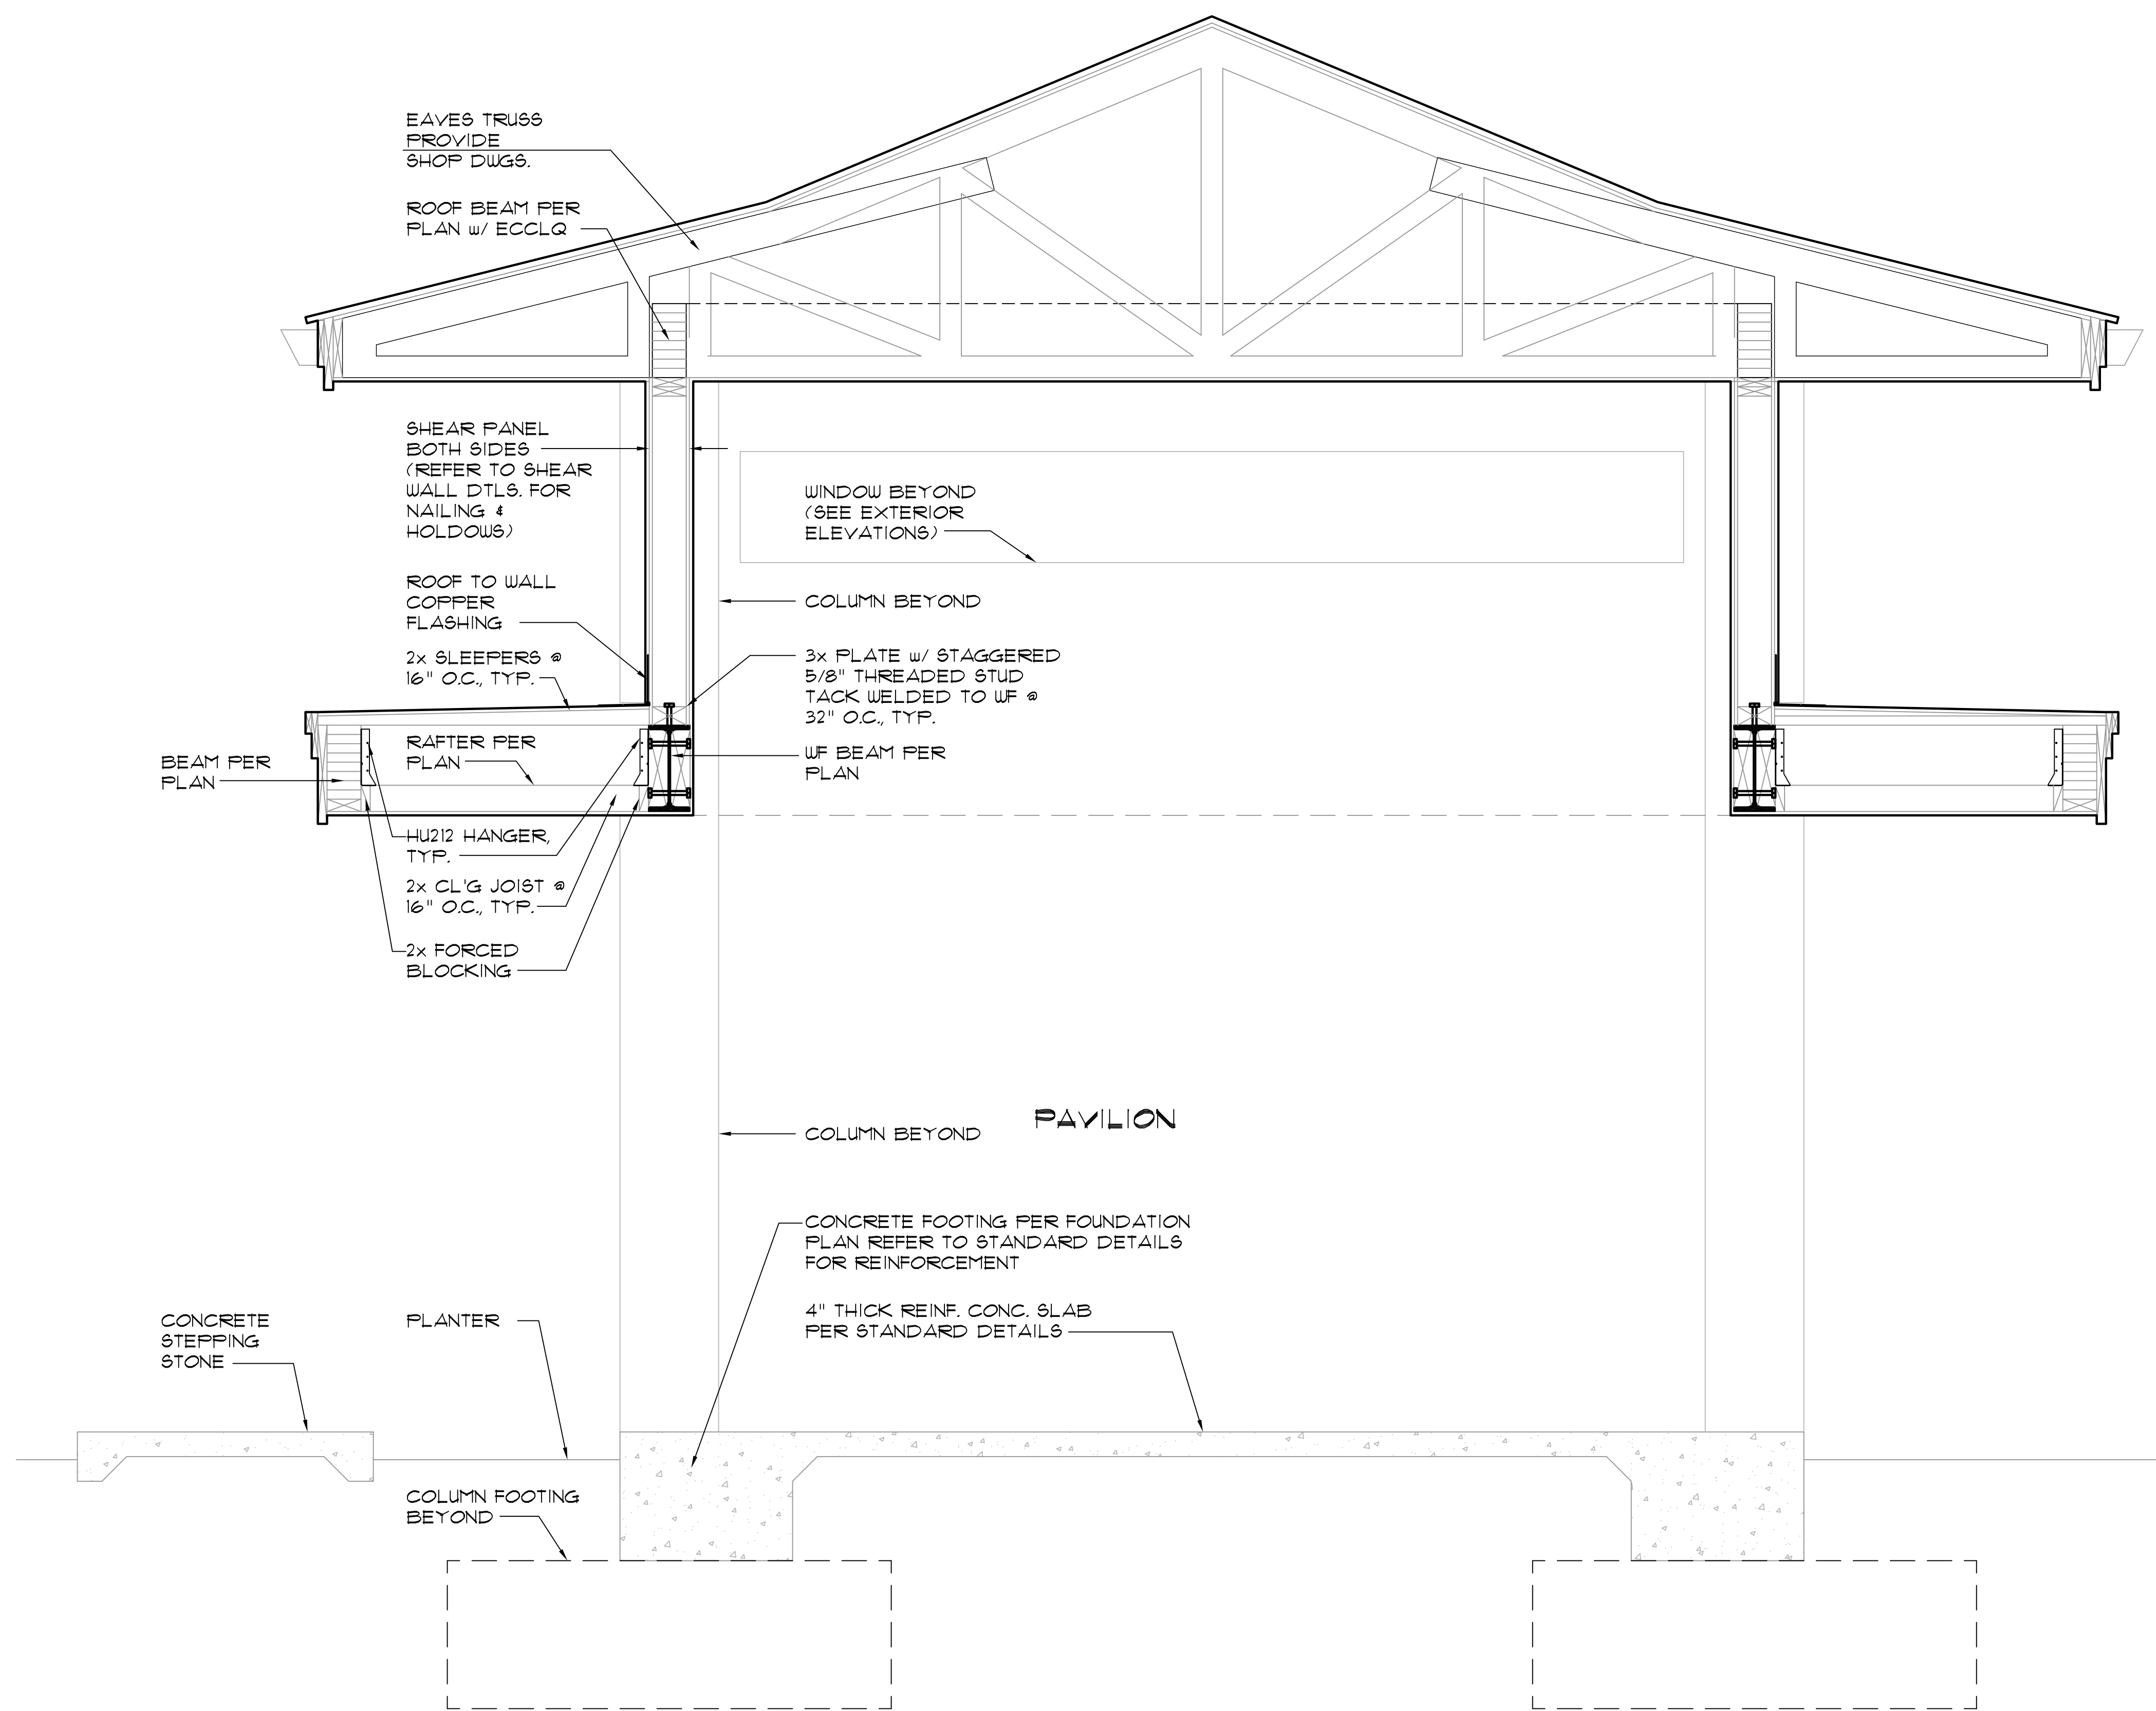 EAVES TRUSS
PROVIDE
SHOP DWGS.
ROOF BEAM PER
PLAN w/ ECCLQ
SHEAR PANEL
BOTH SIDES
(REFER TO SHEAR
WALL DTLS. FOR
NAILING &
HOLDOWS)
WINDOW BEYOND
(SEE EXTERIOR
ELEVATIONS)
ROOF TO WALL
COPPER
FLASHING
COLUMN BEYOND
2x SLEEPERS @
16" O.C., TYP.
3x PLATE w/ STAGGERED
5/8" THREADED STUD
TACK WELDED TO WF @
32" O.C., TYP.
BEAM PER
PLAN
RAFTER PER
PLAN
WF BEAM PER
PLAN
HU212 HANGER,
TYP.
2x CL'G JOIST @
16" O.C., TYP.
2x FORCED
BLOCKING
COLUMN BEYOND
PAVILION
CONCRETE FOOTING PER FOUNDATION
PLAN REFER TO STANDARD DETAILS
FOR REINFORCEMENT
4" THICK REINF. CONC. SLAB
PER STANDARD DETAILS
CONCRETE
STEPPING
STONE
PLANTER
COLUMN FOOTING
BEYOND